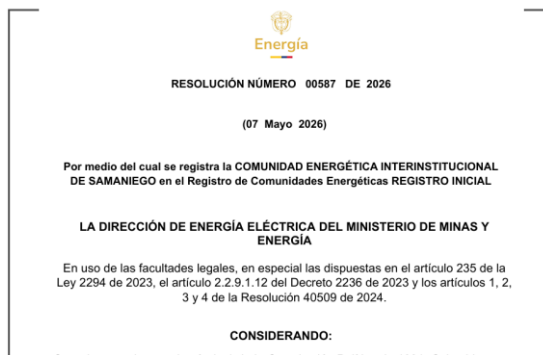 Energía
RESOLUCIÓN NÚMERO 00587 DE 2026
(07 Mayo 2026)
Por medio del cual se registra la COMUNIDAD ENERGÉTICA INTERINSTITUCIONAL
DE SAMANIEGO en el Registro de Comunidades Energéticas REGISTRO INICIAL
LA DIRECCIÓN DE ENERGÍA ELÉCTRICA DEL MINISTERIO DE MINAS Y
ENERGÍA
En uso de las facultades legales, en especial las dispuestas en el artículo 235 de la
Ley 2294 de 2023, el artículo 2.2.9.1.12 del Decreto 2236 de 2023 y los artículos 1, 2,
3 y 4 de la Resolución 40509 de 2024.
CONSIDERANDO: